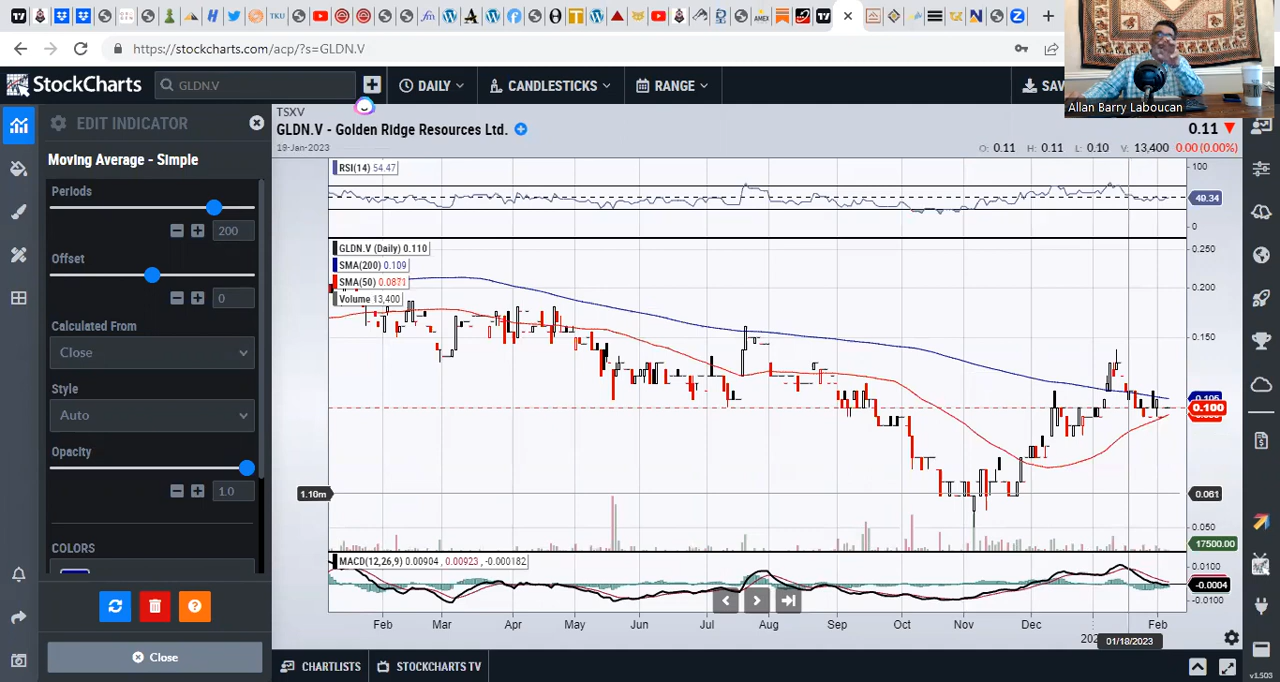 TKU
AMEX
https://stockcharts.com/acp/?s=GLDN.V
Allan Barry Laboucan
StockCharts
GLDN.V
DAILY
CANDLESTICKS
RANGE
SAV
EDIT INDICATOR
Moving Average - Simple
Periods
200
Offset
0
Calculated From
Close
Style
Auto
Opacity
1.0
COLORS
Close
TSXV
GLDN.V - Golden Ridge Resources Ltd.
19-Jan-2023
0.11
O: 0.11 H: 0.11 L: 0.10 V: 13,400 0.00 (0.00%)
RSI(14) 54.47
100
40.34
0
GLDN.V (Daily) 0.110
SMA(200) 0.109
SMA(50) 0.0871
Volume 13,400
0.250
0.200
0.150
0.100
1.10m
0.061
0.050
17500.00
MACD(12,26,9) 0.00904 , 0.00923 , -0.000182
0.0100
-0.0004
-0.0100
Feb Mar Apr May Jun Jul Aug Sep Oct Nov Dec Feb
01/18/2023
CHARTLISTS
STOCKCHARTS TV
v1.503